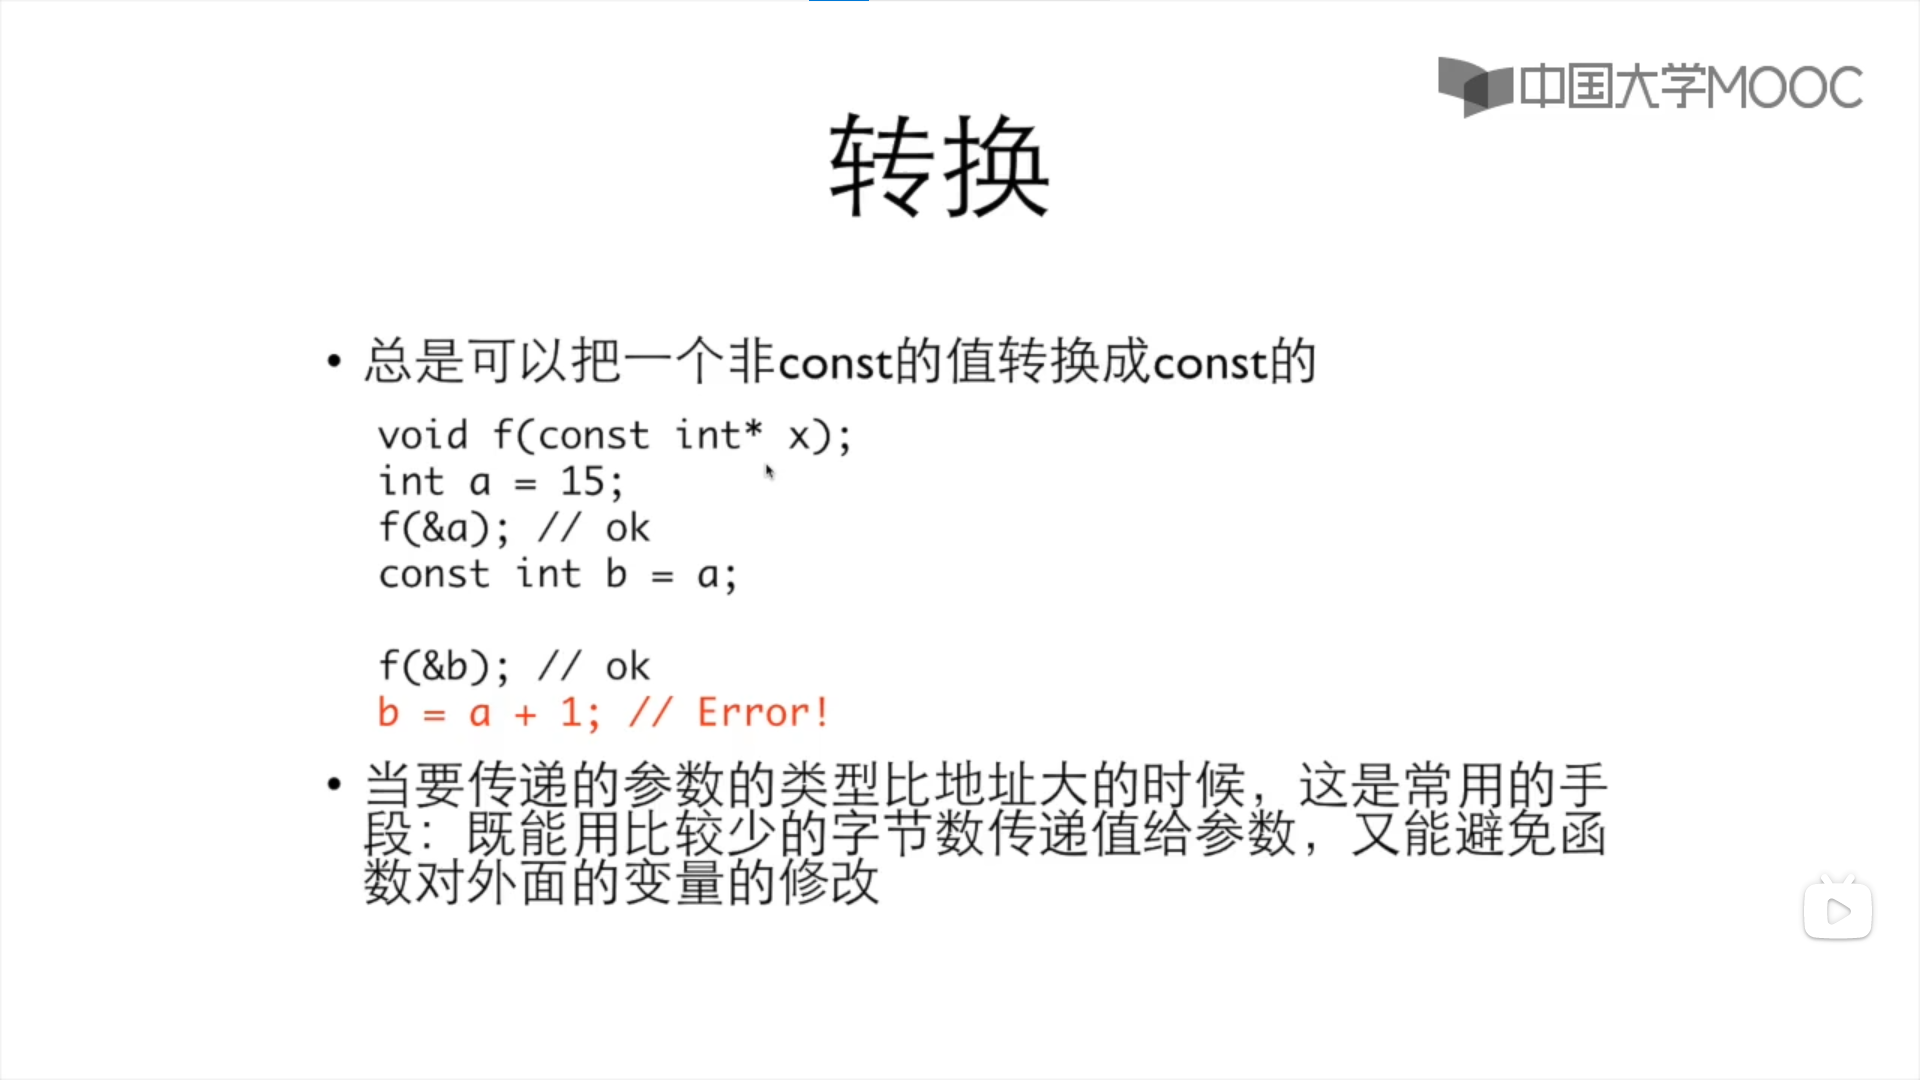 中国大学MOOC
转换
• 总是可以把一个非const的值转换成const的
void f(const int* x);
int a = 15;
f(&a); // ok
const int b = a;
f(&b); // ok
b = a + 1; // Error!
• 当要传递的参数的类型比地址大的时候，这是常用的手
段：既能用比较少的字节数传递值给参数，又能避免函
数对外面的变量的修改